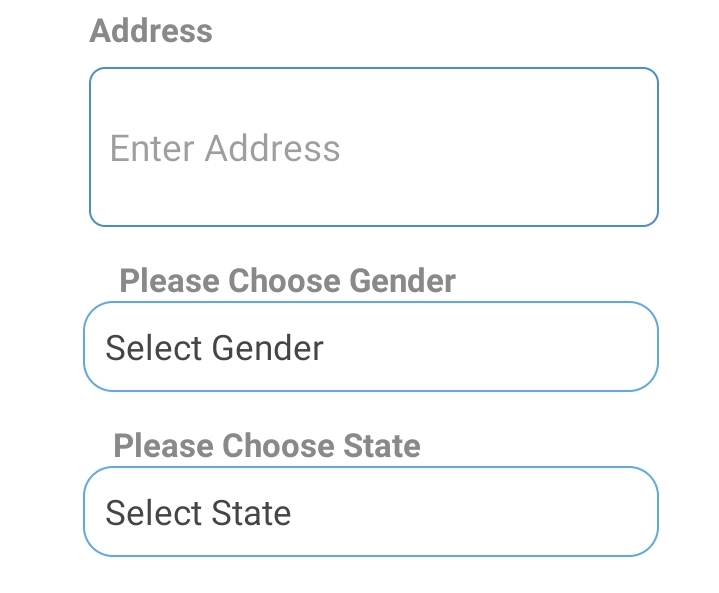 Address
Enter Address
Please Choose Gender
Select Gender
Please Choose State
Select State